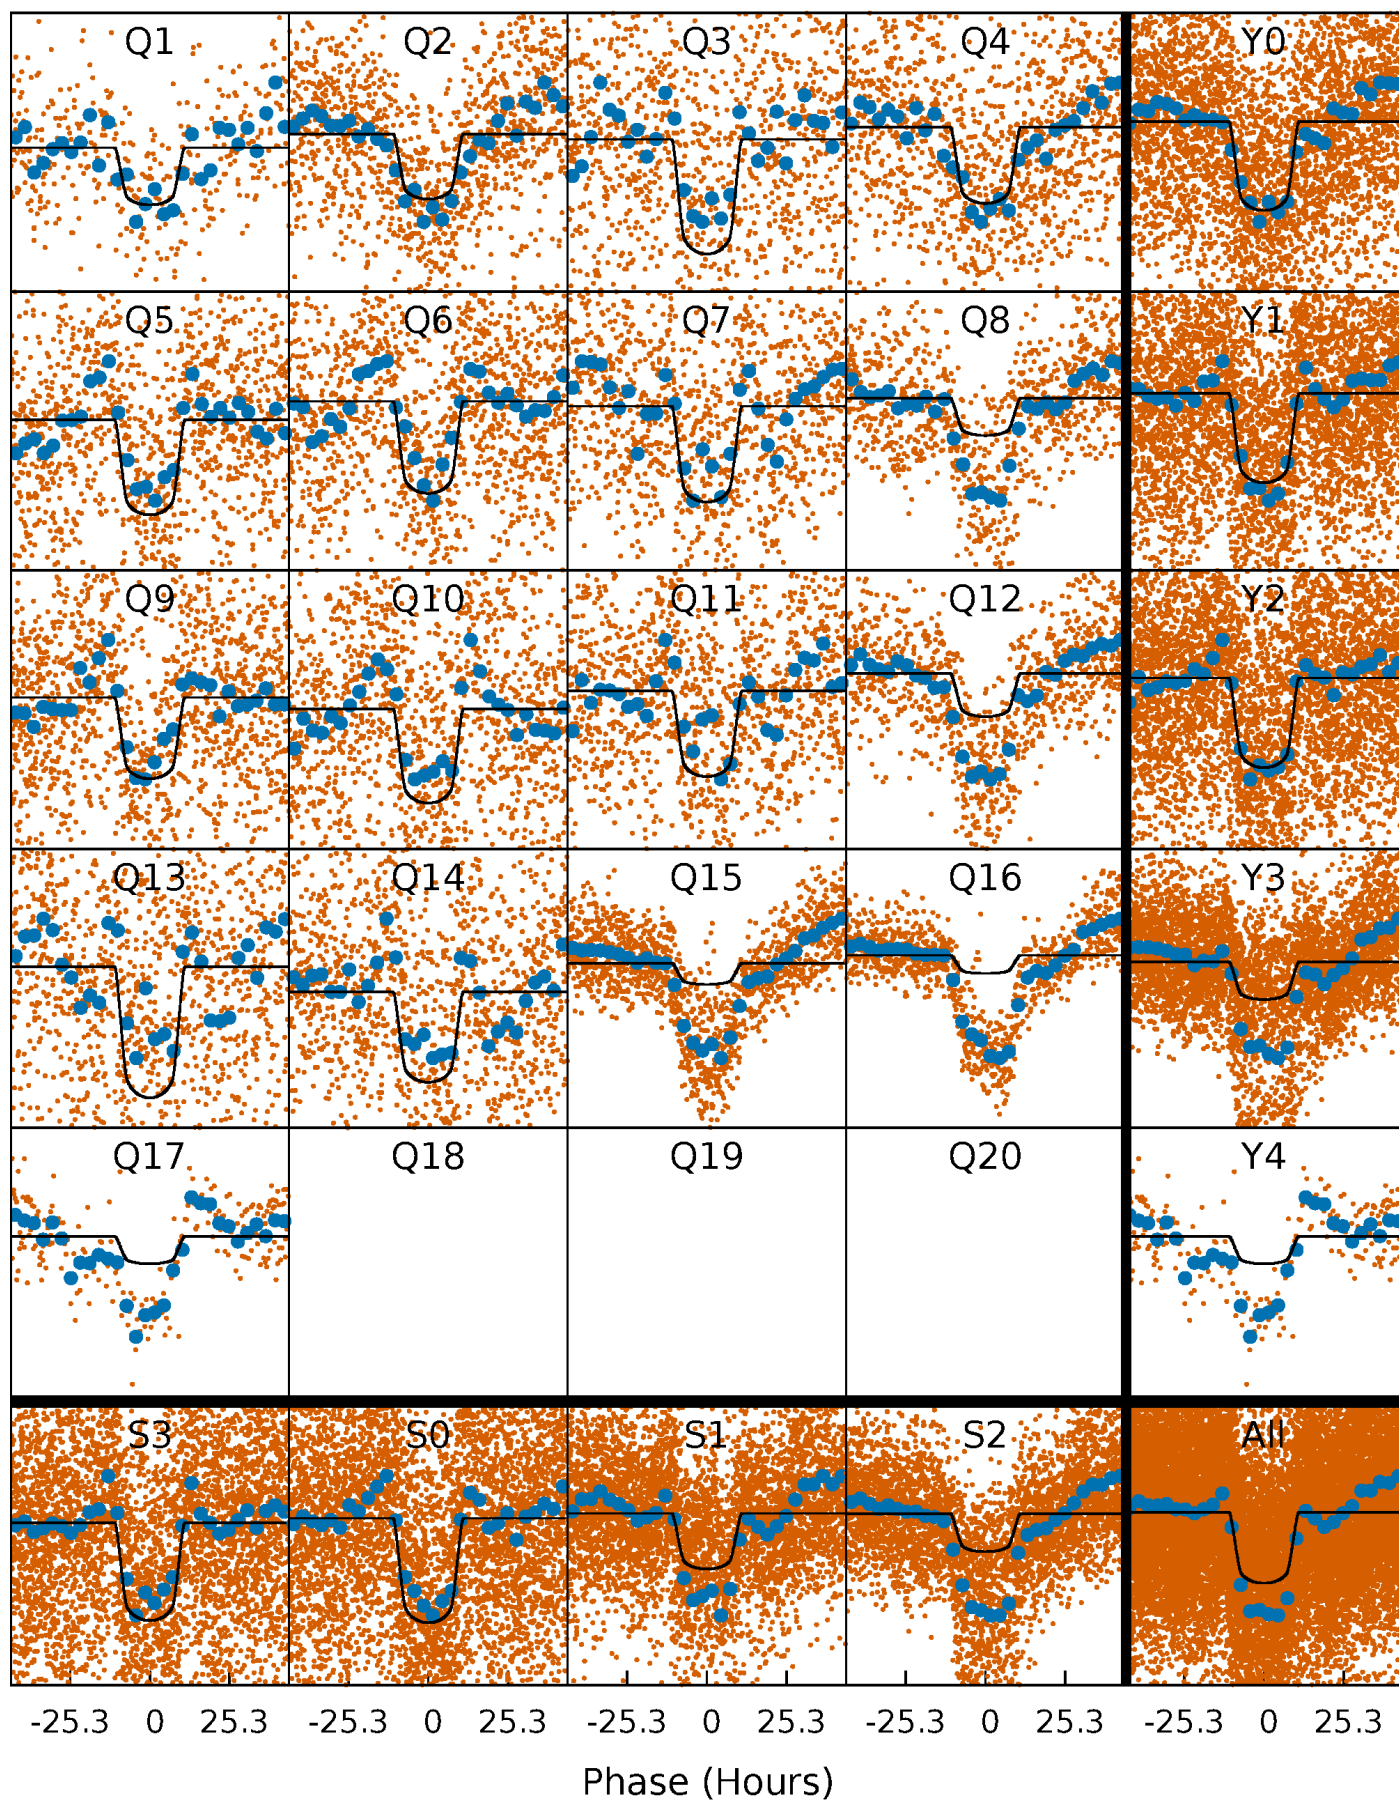 Q1 Q2 Q3 Q4 Y0
Q5 Q6 Q7 Q8 Y1
Q9 Q10 Q11 Q12 Y2
Q13 Q14 Q15 Q16 Y3
Q17 Q18 Q19 Q20 Y4
S3 S0 S1 S2 All
-25.3 0 25.3 -25.3 0 25.3 -25.3 0 25.3 -25.3 0 25.3 -25.3 0 25.3
Phase (Hours)